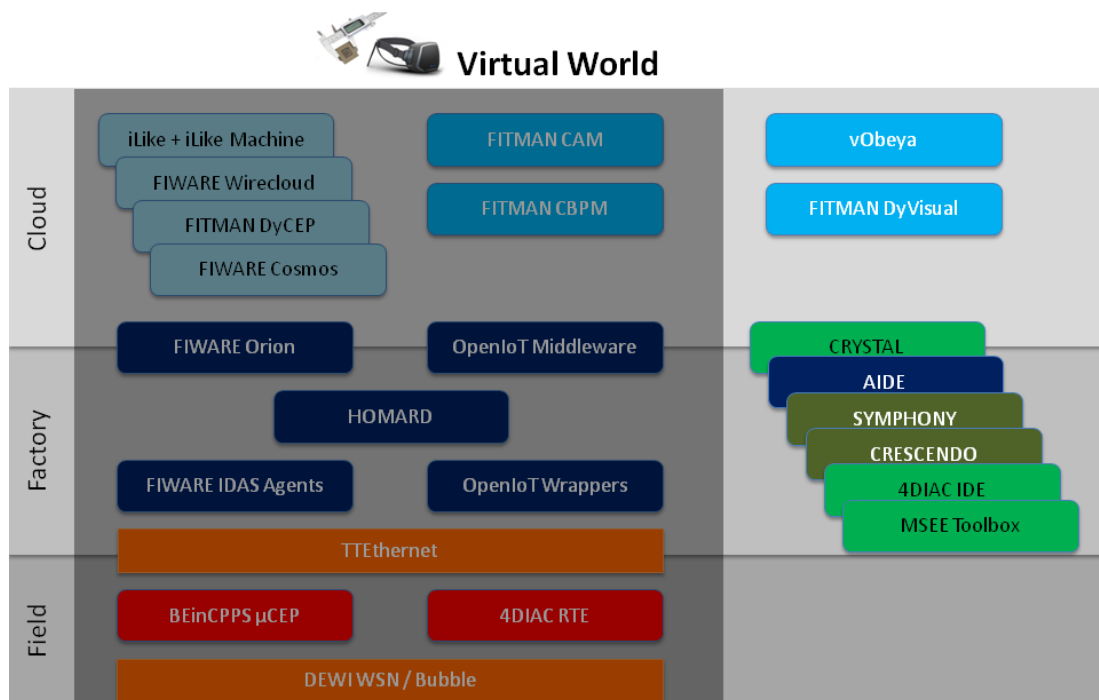 Virtual World
Cloud
iLike + iLike Machine
FIWARE Wirecloud
FITMAN DyCEP
FIWARE Cosmos
FITMAN CAM
FITMAN CBPM
vObeya
FITMAN DyVisual
FIWARE Orion
OpenIoT Middleware
Factory
HOMARD
FIWARE IDAS Agents
OpenIoT Wrappers
TTEthernet
CRYSTAL
AIDE
SYMPHONY
CRESCENDO
4DIAC IDE
MSEE Toolbox
Field
BEinCPPS µCEP
4DIAC RTE
DEWI WSN / Bubble